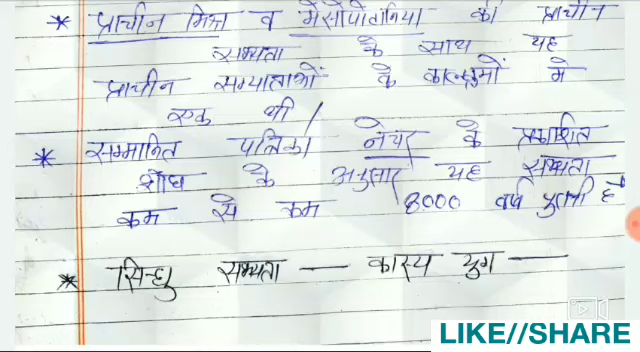 * प्राचीन मिस्र व मेसोपोटामिया की प्राचीन
सभ्यता के साथ यह
प्राचीन सभ्यताओं के कालक्रमों मे
एक थी /
* सम्मानित पत्रिका नेचर के प्रकाशित
शोध के अनुसार यह सभ्यता
कम से कम 8000 वर्ष पुरानी है
* सिन्धु सभ्यता — कास्य युग —
LIKE//SHARE